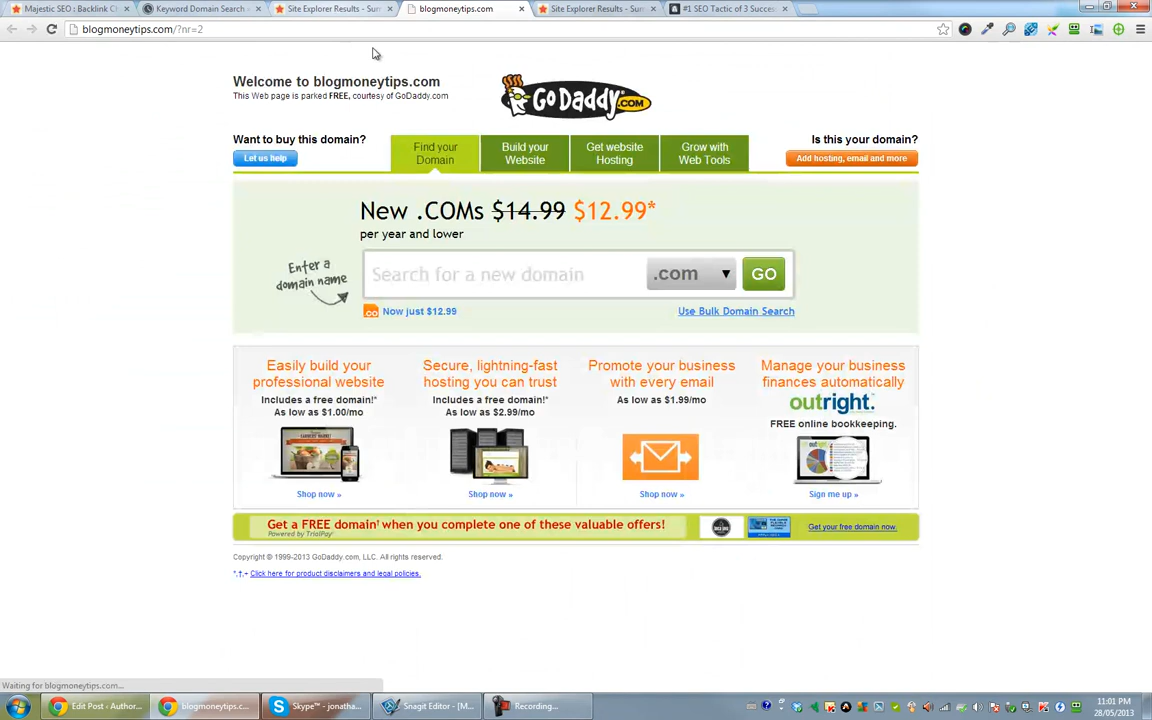 Majestic SEO : Backlink C
Keyword Domain Search
Site Explorer Results - Sum
blogmoneytips.com
Site Explorer Results - Sum
#1 SEO Tactic of 3 Succes
blogmoneytips.com/?nr=2
Welcome to blogmoneytips.com
This Web page is parked FREE, courtesy of GoDaddy.com
GODADDY.COM
Want to buy this domain?
Let us help
Find your
Domain
Build your
Website
Get website
Hosting
Grow with
Web Tools
Is this your domain?
Add hosting, email and more
New .COMs $14.99 $12.99*
per year and lower
Enter a
domain name
Search for a new domain
.com
GO
Now just $12.99
Use Bulk Domain Search
Easily build your
professional website
Includes a free domain!*
As low as $1.00/mo
Shop now »
Secure, lightning-fast
hosting you can trust
Includes a free domain!*
As low as $2.99/mo
Shop now »
Promote your business
with every email
As low as $1.99/mo
Shop now »
Manage your business
finances automatically
outright.
FREE online bookkeeping.
Sign me up »
Get a FREE domain† when you complete one of these valuable offers!
Powered by TrialPay
Get your free domain now.
Copyright © 1999-2013 GoDaddy.com, LLC. All rights reserved.
*,†,+ Click here for product disclaimers and legal policies.
Waiting for blogmoneytips.com...
Edit Post ‹ Author...
blogmoneytips.c...
Skype™ - jonatha...
Snagit Editor - [M...
Recording...
11:01 PM
28/05/2013